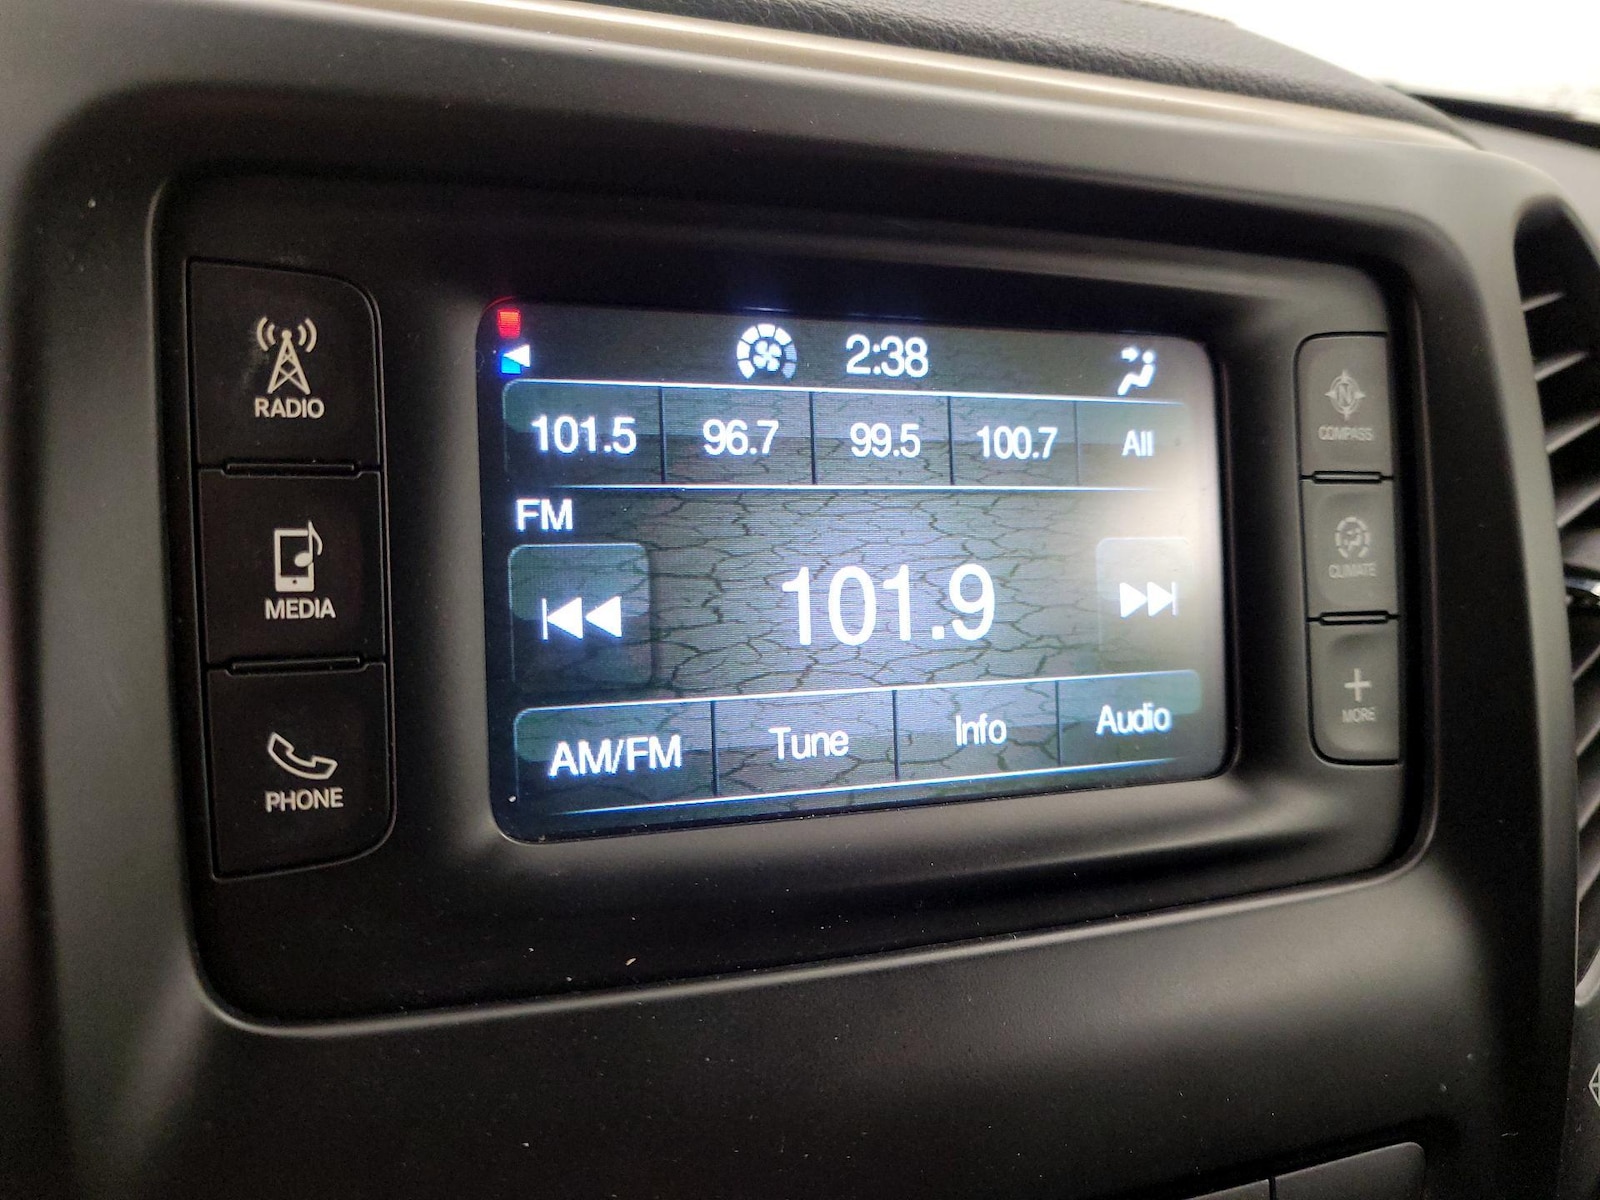 RADIO
MEDIA
PHONE
2:38
101.5 96.7 99.5 100.7 All
FM
101.9
AM/FM Tune Info Audio
N
COMPASS
CLIMATE
MORE